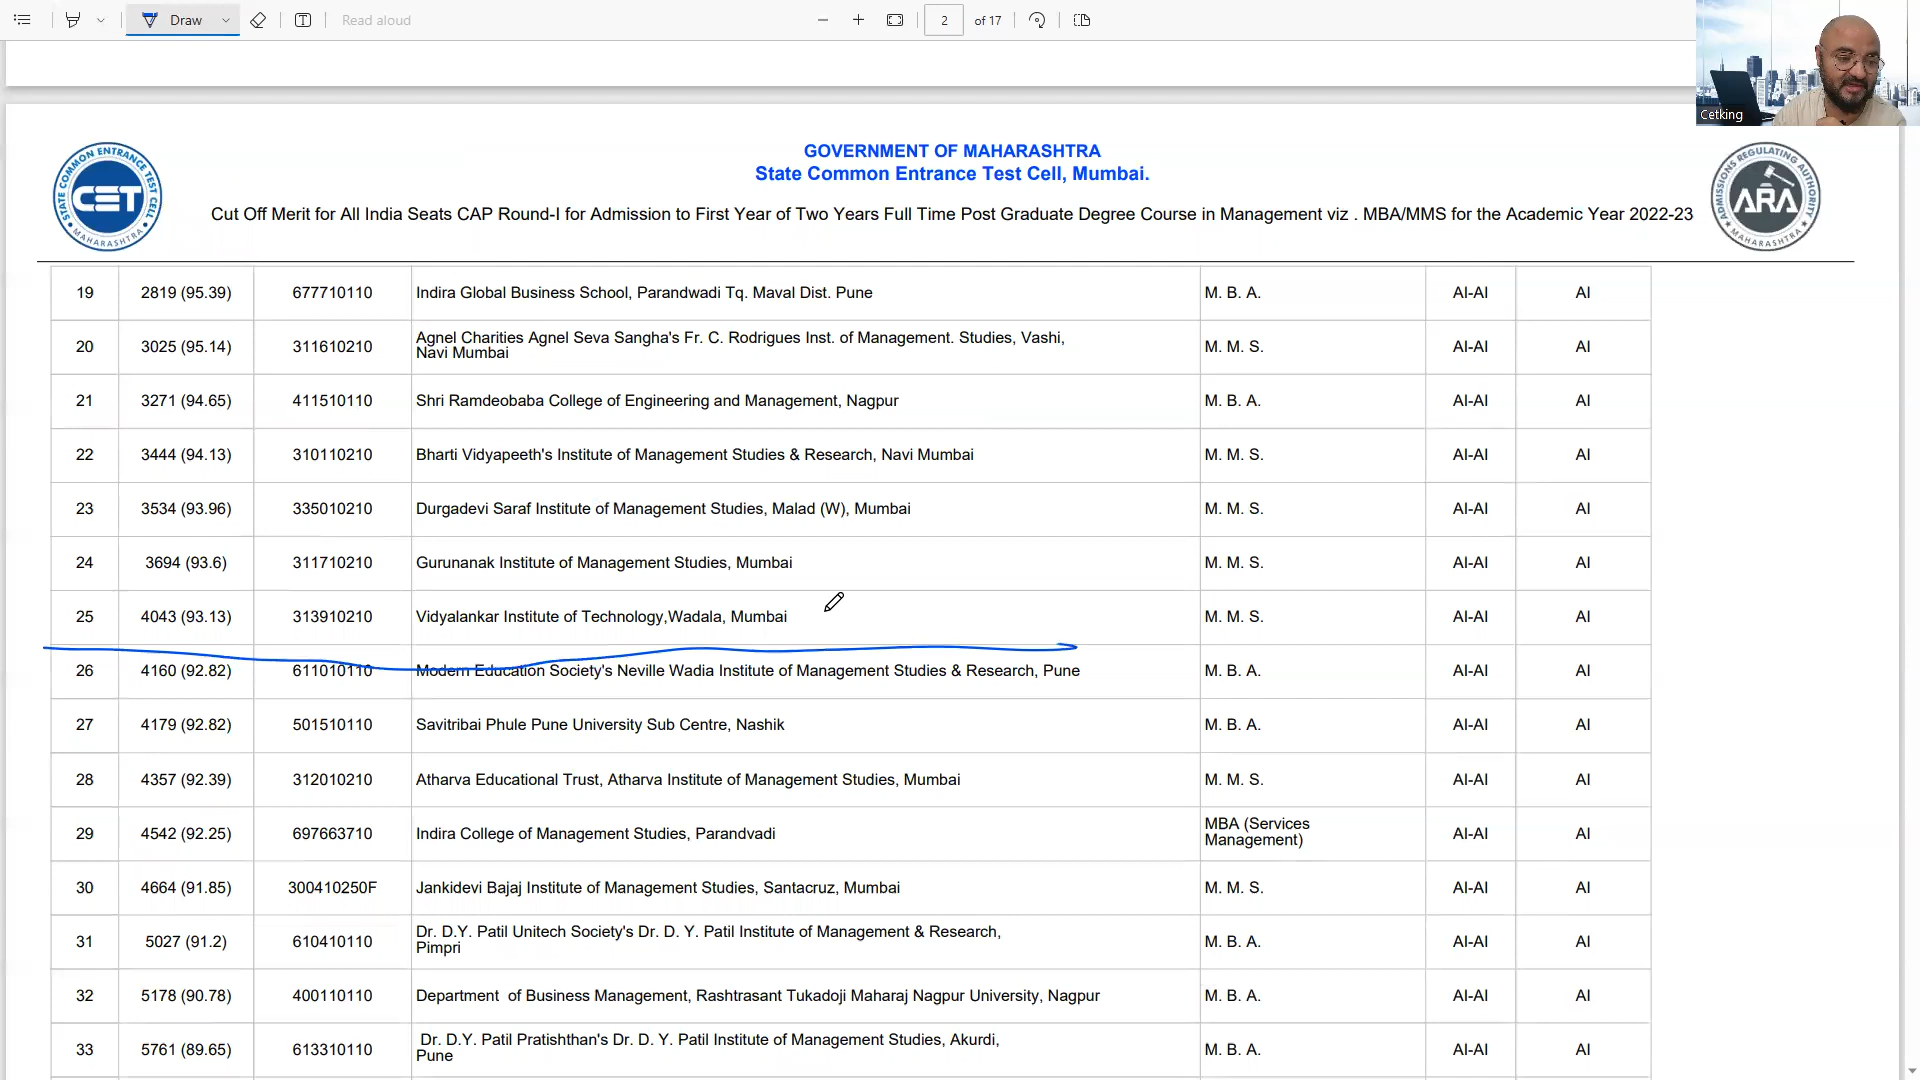 Draw
Read aloud
2 of 17
Cetking
STATE COMMON ENTRANCE TEST CELL
CET
MAHARASHTRA
GOVERNMENT OF MAHARASHTRA
State Common Entrance Test Cell, Mumbai.
Cut Off Merit for All India Seats CAP Round-I for Admission to First Year of Two Years Full Time Post Graduate Degree Course in Management viz . MBA/MMS for the Academic Year 2022-23
ADMISSIONS REGULATING AUTHORITY
ARA
MAHARASHTRA
19 2819 (95.39) 677710110 Indira Global Business School, Parandwadi Tq. Maval Dist. Pune M. B. A. AI-AI AI
20 3025 (95.14) 311610210 Agnel Charities Agnel Seva Sangha's Fr. C. Rodrigues Inst. of Management. Studies, Vashi,
Navi Mumbai M. M. S. AI-AI AI
21 3271 (94.65) 411510110 Shri Ramdeobaba College of Engineering and Management, Nagpur M. B. A. AI-AI AI
22 3444 (94.13) 310110210 Bharti Vidyapeeth's Institute of Management Studies & Research, Navi Mumbai M. M. S. AI-AI AI
23 3534 (93.96) 335010210 Durgadevi Saraf Institute of Management Studies, Malad (W), Mumbai M. M. S. AI-AI AI
24 3694 (93.6) 311710210 Gurunanak Institute of Management Studies, Mumbai M. M. S. AI-AI AI
25 4043 (93.13) 313910210 Vidyalankar Institute of Technology,Wadala, Mumbai M. M. S. AI-AI AI
26 4160 (92.82) 611010110 Modern Education Society's Neville Wadia Institute of Management Studies & Research, Pune M. B. A. AI-AI AI
27 4179 (92.82) 501510110 Savitribai Phule Pune University Sub Centre, Nashik M. B. A. AI-AI AI
28 4357 (92.39) 312010210 Atharva Educational Trust, Atharva Institute of Management Studies, Mumbai M. M. S. AI-AI AI
29 4542 (92.25) 697663710 Indira College of Management Studies, Parandvadi MBA (Services
Management) AI-AI AI
30 4664 (91.85) 300410250F Jankidevi Bajaj Institute of Management Studies, Santacruz, Mumbai M. M. S. AI-AI AI
31 5027 (91.2) 610410110 Dr. D.Y. Patil Unitech Society's Dr. D. Y. Patil Institute of Management & Research,
Pimpri M. B. A. AI-AI AI
32 5178 (90.78) 400110110 Department of Business Management, Rashtrasant Tukadoji Maharaj Nagpur University, Nagpur M. B. A. AI-AI AI
33 5761 (89.65) 613310110 Dr. D.Y. Patil Pratishthan's Dr. D. Y. Patil Institute of Management Studies, Akurdi,
Pune M. B. A. AI-AI AI